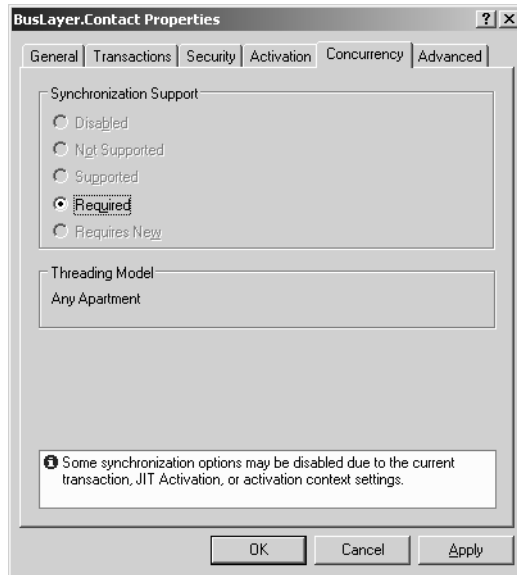 BusLayer.Contact Properties
General Transactions Security Activation Concurrency Advanced
Synchronization Support
Disabled
Not Supported
Supported
Required
Requires New
Threading Model
Any Apartment
Some synchronization options may be disabled due to the current
transaction, JIT Activation, or activation context settings.
OK Cancel Apply